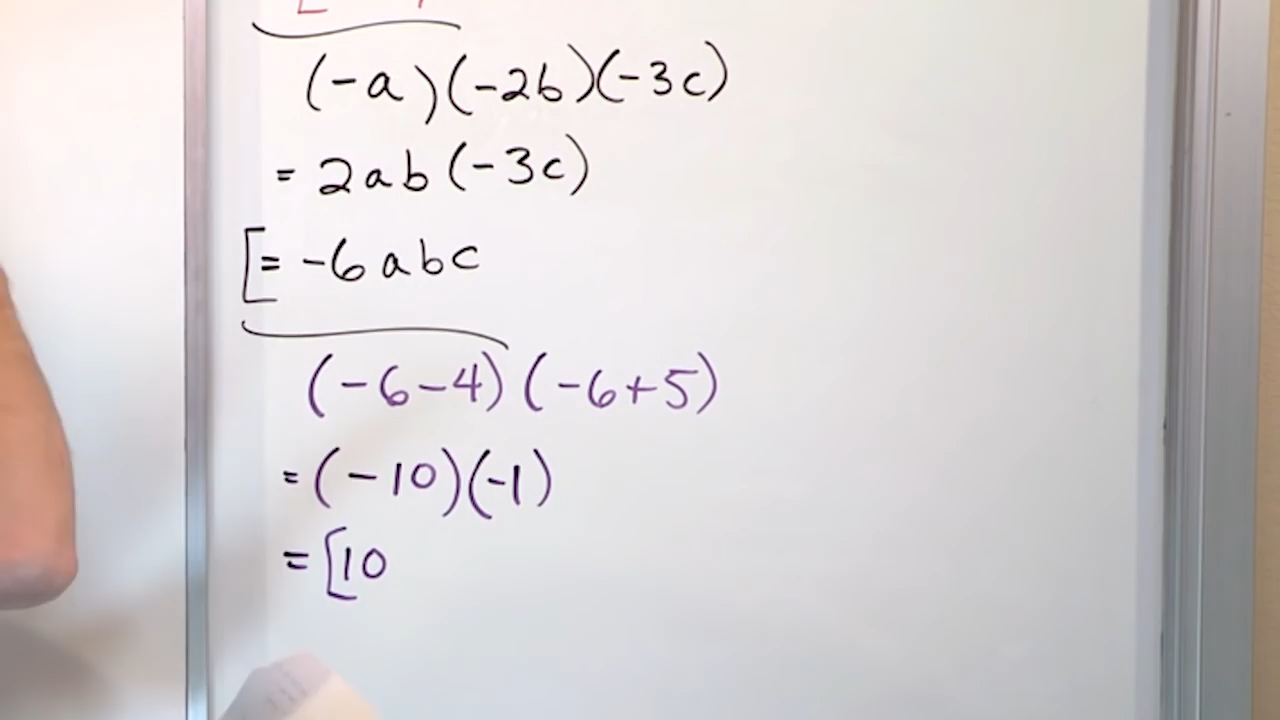 (-a)(-2b)(-3c)
= 2ab(-3c)
[= -6abc
(-6-4)(-6+5)
= (-10)(-1)
= [10